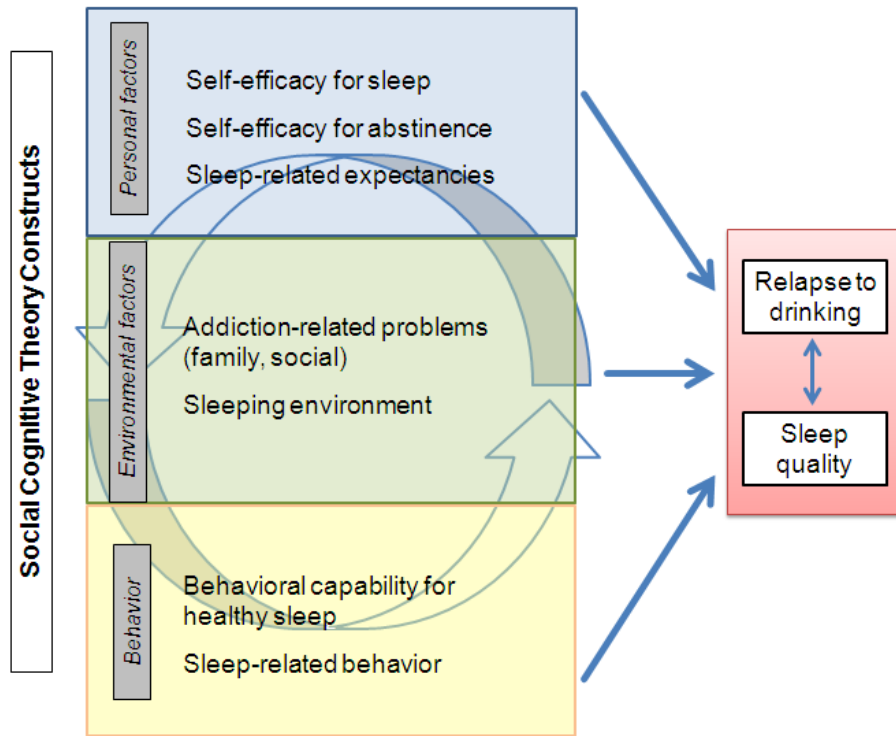 Social Cognitive Theory Constructs
Personal factors
Self-efficacy for sleep
Self-efficacy for abstinence
Sleep-related expectancies
Environmental factors
Addiction-related problems
(family, social)
Sleeping environment
Behavior
Behavioral capability for
healthy sleep
Sleep-related behavior
Relapse to
drinking
Sleep
quality